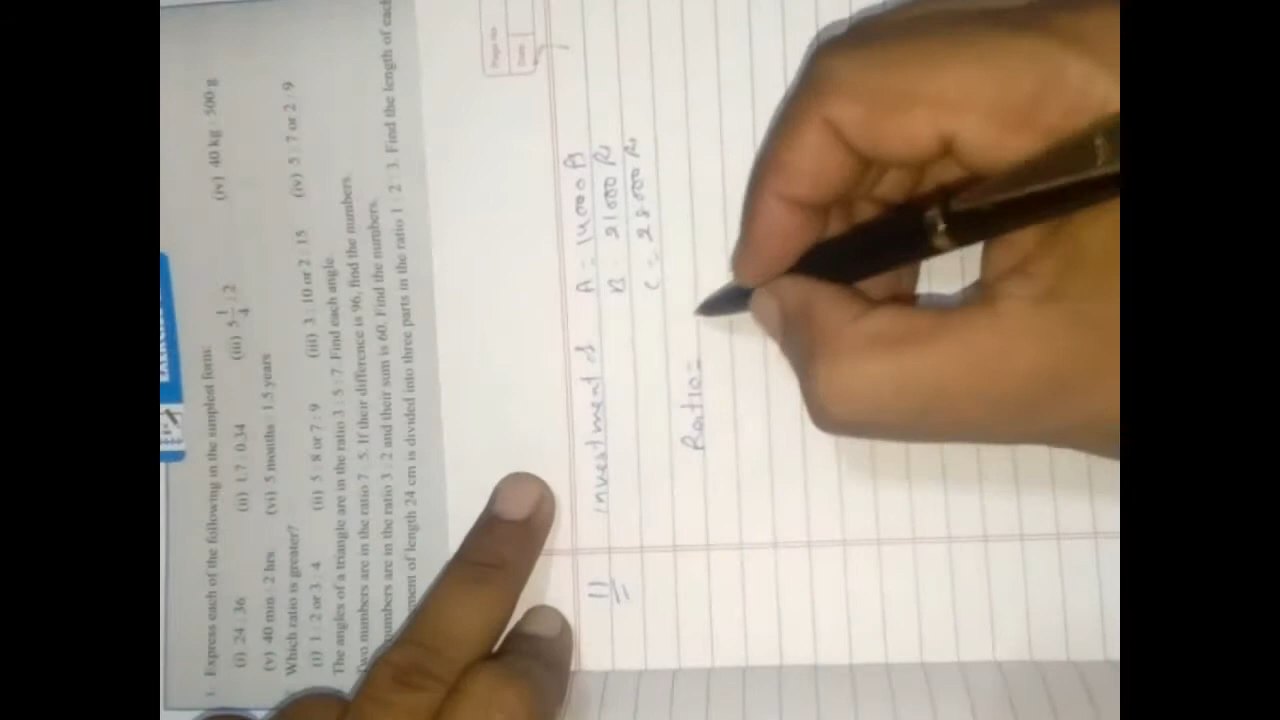 1. Express each of the following in the simplest form:
(i) 24 : 36 (ii) 1.7 : 0.34 (iii) 5 1/4 : 2 (iv) 40 kg : 500 g
(v) 40 min : 2 hrs (vi) 5 months : 1.5 years
Which ratio is greater?
(i) 1 : 2 or 3 : 4 (ii) 5 : 8 or 7 : 9 (iii) 3 : 10 or 2 : 15 (iv) 5 : 7 or 2 : 9
The angles of a triangle are in the ratio 3 : 5 : 7. Find each angle.
Two numbers are in the ratio 7 : 5. If their difference is 96, find the numbers.
numbers are in the ratio 3 : 2 and their sum is 60. Find the numbers.
of length 24 cm is divided into three parts in the ratio 1 : 2 : 3. Find the length of
Page No
Date
11 investment of A = 14000 Rs
B = 21000 Rs
C = 28000 Rs
Ratio =